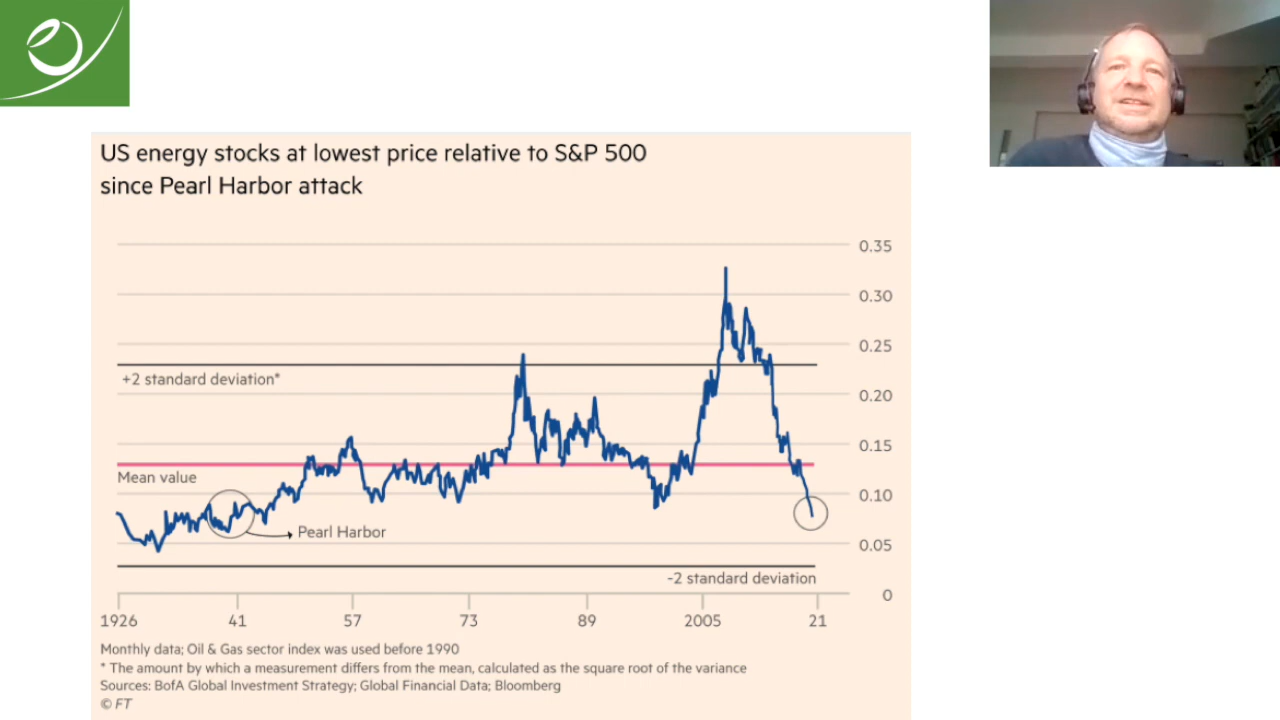 US energy stocks at lowest price relative to S&P 500
since Pearl Harbor attack
0.35
0.30
0.25
+2 standard deviation*
0.20
0.15
Mean value
0.10
Pearl Harbor
0.05
-2 standard deviation
0
1926 41 57 73 89 2005 21
Monthly data; Oil & Gas sector index was used before 1990
* The amount by which a measurement differs from the mean, calculated as the square root of the variance
Sources: BofA Global Investment Strategy; Global Financial Data; Bloomberg
© FT